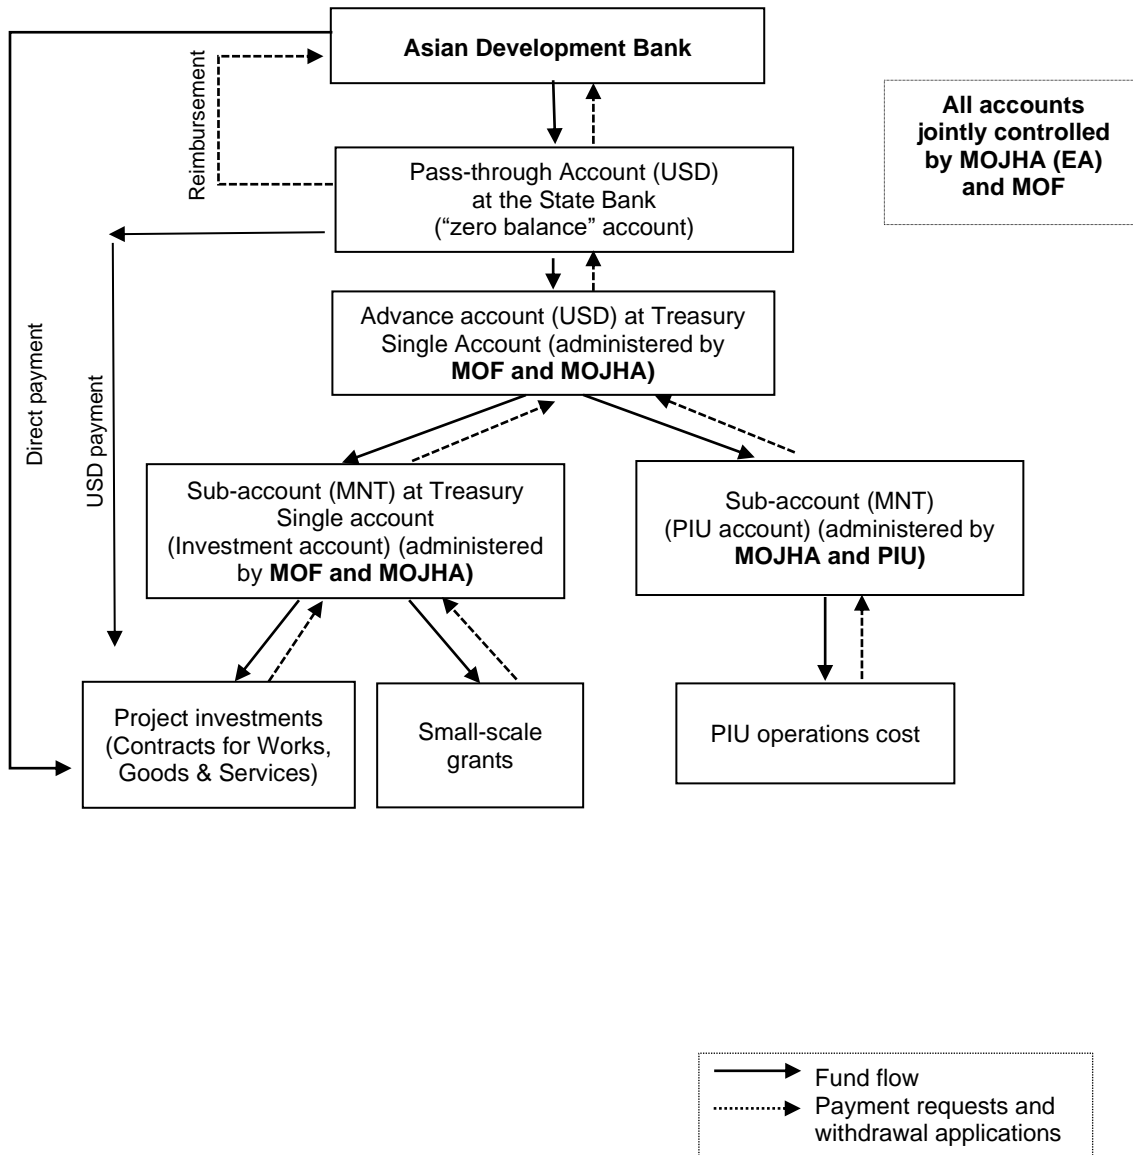 Asian Development Bank
Reimbursement
All accounts
jointly controlled
by MOJHA (EA)
and MOF
Pass-through Account (USD)
at the State Bank
(“zero balance” account)
Advance account (USD) at Treasury
Single Account (administered by
MOF and MOJHA)
Direct payment
USD payment
Sub-account (MNT) at Treasury
Single account
(Investment account) (administered
by MOF and MOJHA)
Sub-account (MNT)
(PIU account) (administered by
MOJHA and PIU)
Project investments
(Contracts for Works,
Goods & Services)
Small-scale
grants
PIU operations cost
Fund flow
Payment requests and
withdrawal applications